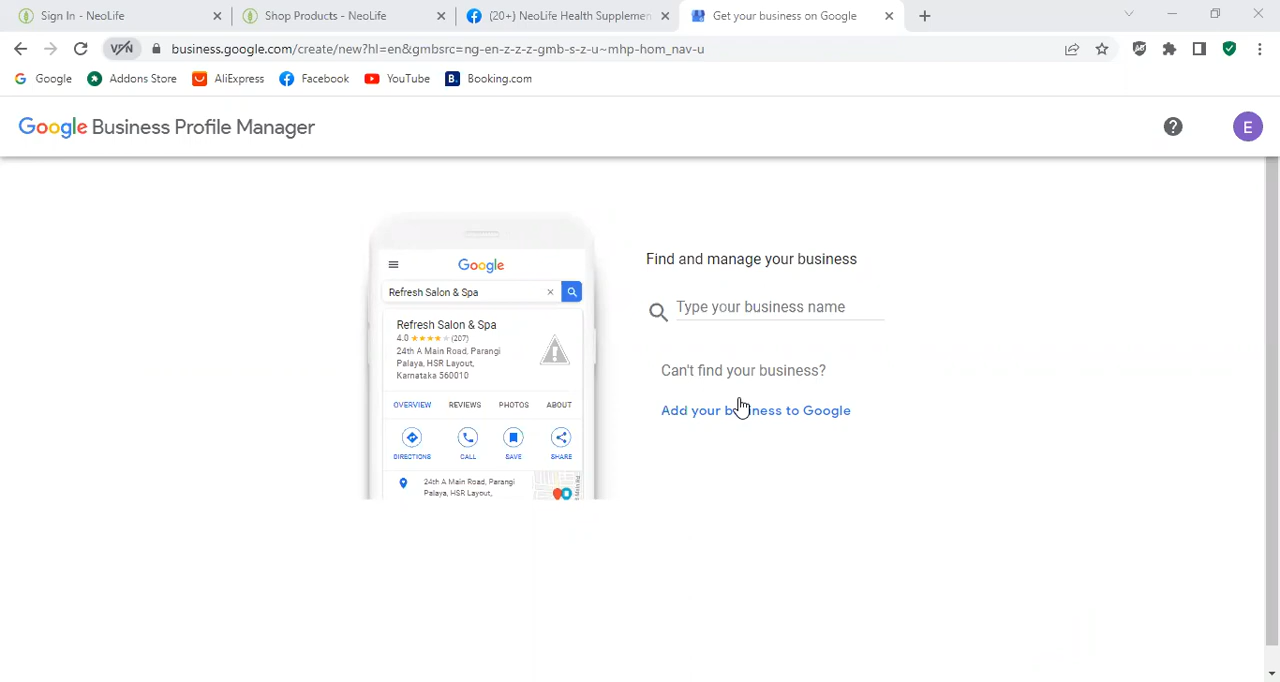 Sign In - NeoLife
Shop Products - NeoLife
(20+) NeoLife Health Supplemen
Get your business on Google
VPN
business.google.com/create/new?hl=en&gmbsrc=ng-en-z-z-z-gmb-s-z-u~mhp-hom_nav-u
Google
Addons Store
AliExpress
Facebook
YouTube
B.
Booking.com
Google Business Profile Manager
E
Google
Refresh Salon & Spa
Refresh Salon & Spa
4.0 ★★★★★ (207)
24th A Main Road, Parangi
Palaya, HSR Layout,
Karnataka 560010
OVERVIEW REVIEWS PHOTOS ABOUT
DIRECTIONS CALL SAVE SHARE
24th A Main Road, Parangi
Palaya, HSR Layout,
Find and manage your business
Type your business name
Can't find your business?
Add your business to Google